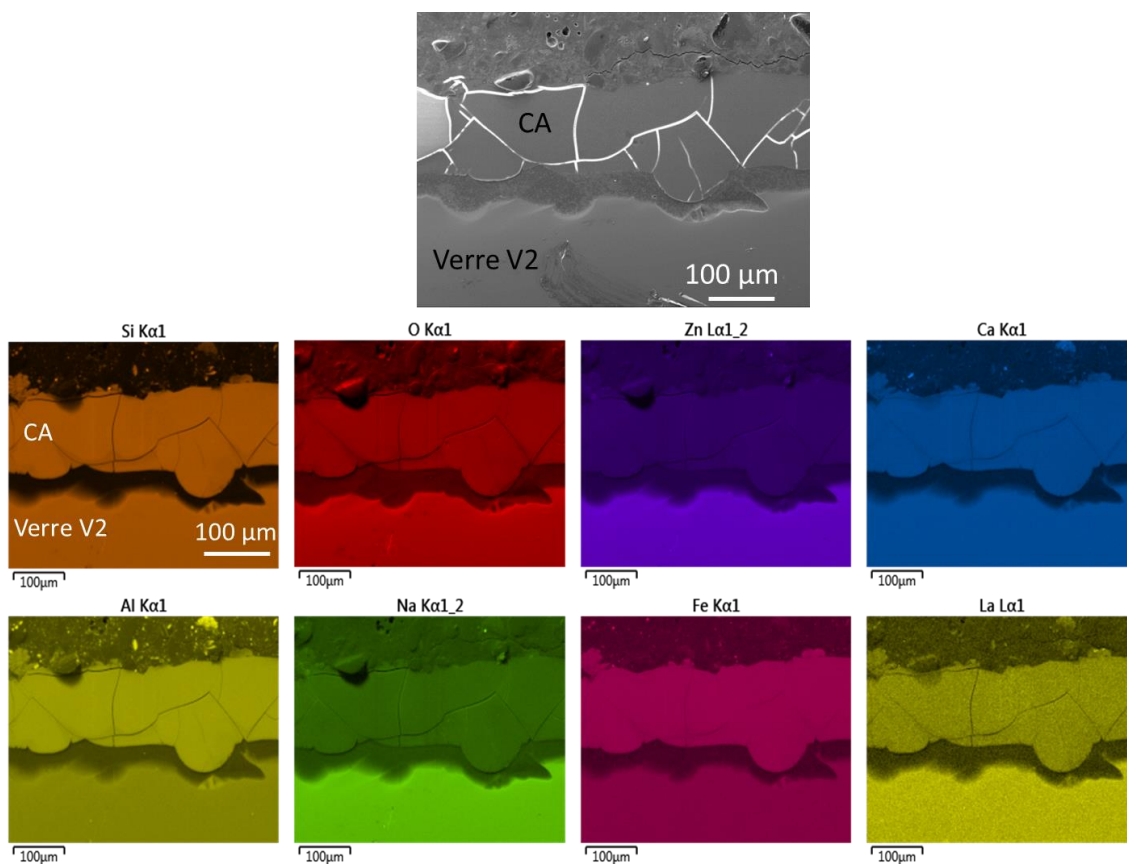 CA
Verre V2
100 µm
Si Kα1
O Kα1
Zn Lα1_2
Ca Kα1
CA
Verre V2
100 µm
100µm
100µm
100µm
100µm
Al Kα1
Na Kα1_2
Fe Kα1
La Lα1
100µm
100µm
100µm
100µm